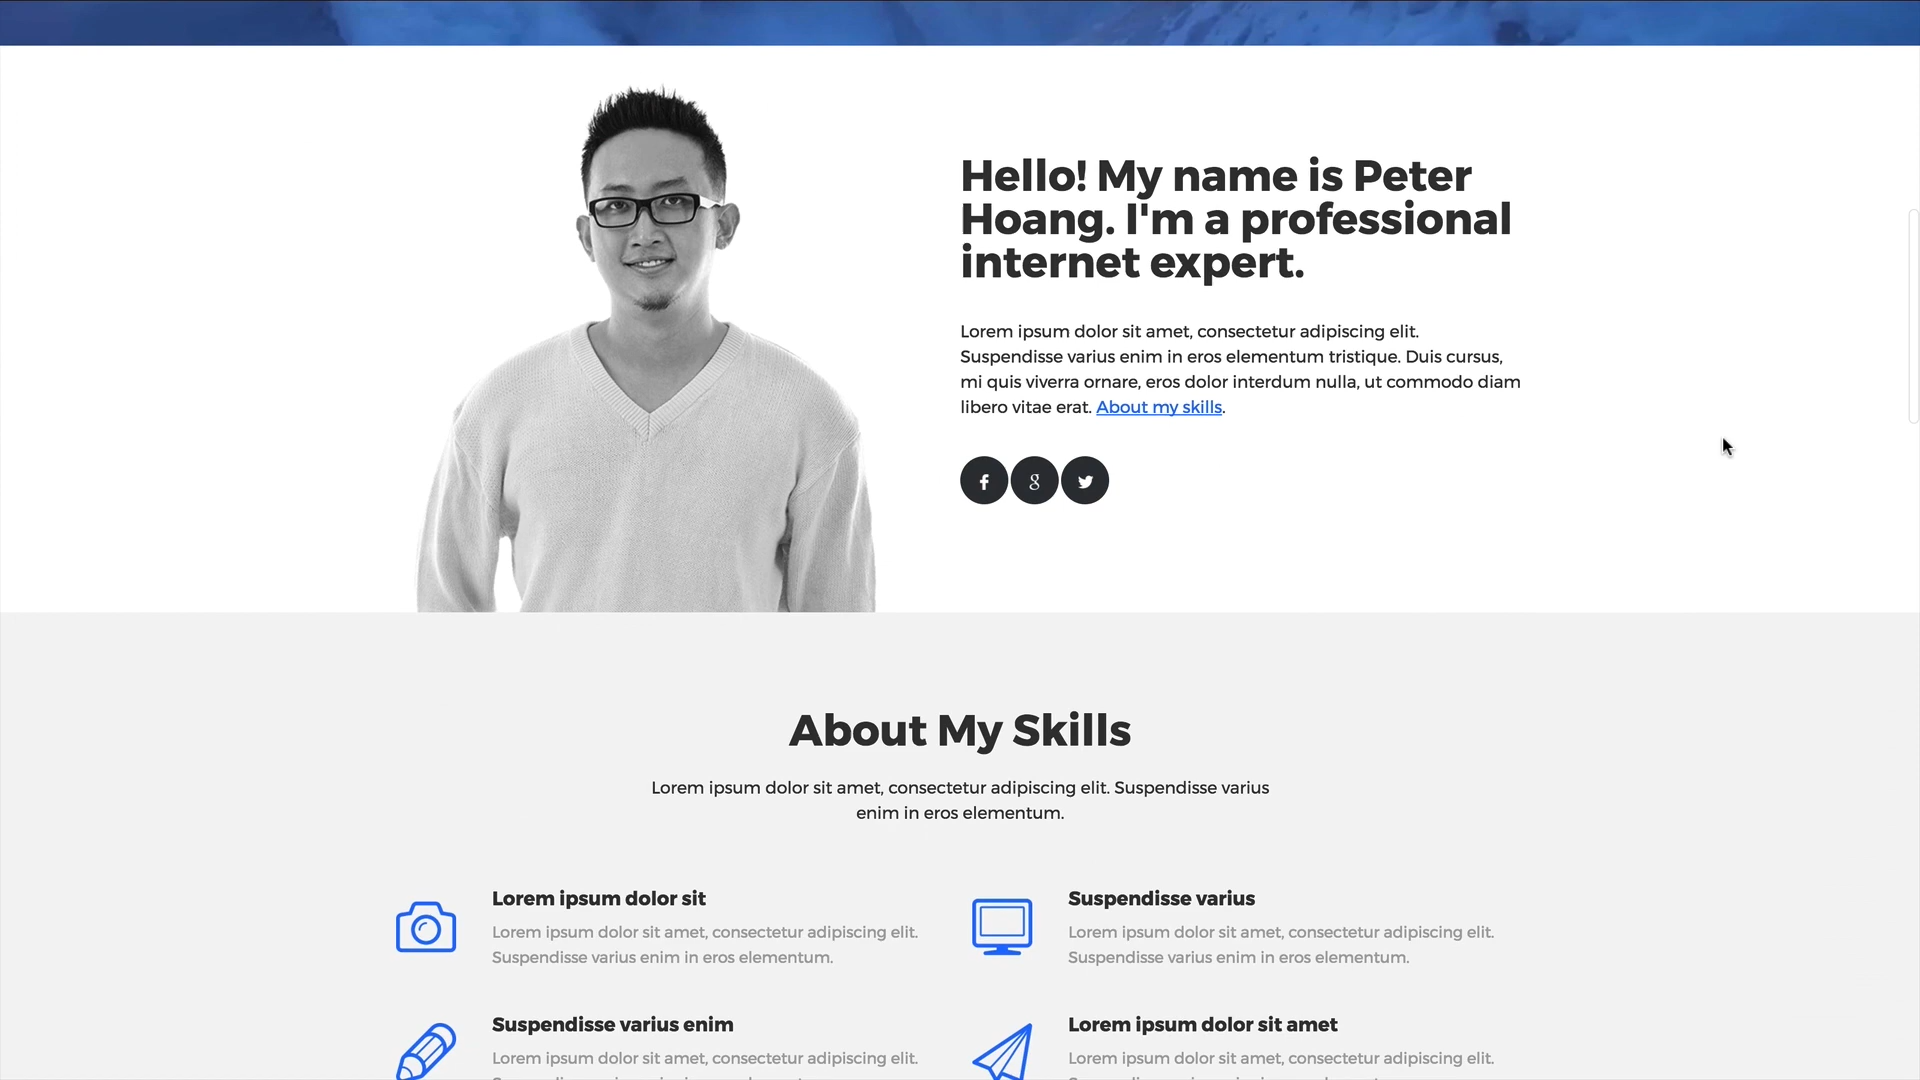 Hello! My name is Peter
Hoang. I'm a professional
internet expert.
Lorem ipsum dolor sit amet, consectetur adipiscing elit.
Suspendisse varius enim in eros elementum tristique. Duis cursus,
mi quis viverra ornare, eros dolor interdum nulla, ut commodo diam
libero vitae erat. About my skills.
About My Skills
Lorem ipsum dolor sit amet, consectetur adipiscing elit. Suspendisse varius
enim in eros elementum.
Lorem ipsum dolor sit
Lorem ipsum dolor sit amet, consectetur adipiscing elit.
Suspendisse varius enim in eros elementum.
Suspendisse varius
Lorem ipsum dolor sit amet, consectetur adipiscing elit.
Suspendisse varius enim in eros elementum.
Suspendisse varius enim
Lorem ipsum dolor sit amet, consectetur adipiscing elit.
Lorem ipsum dolor sit amet
Lorem ipsum dolor sit amet, consectetur adipiscing elit.